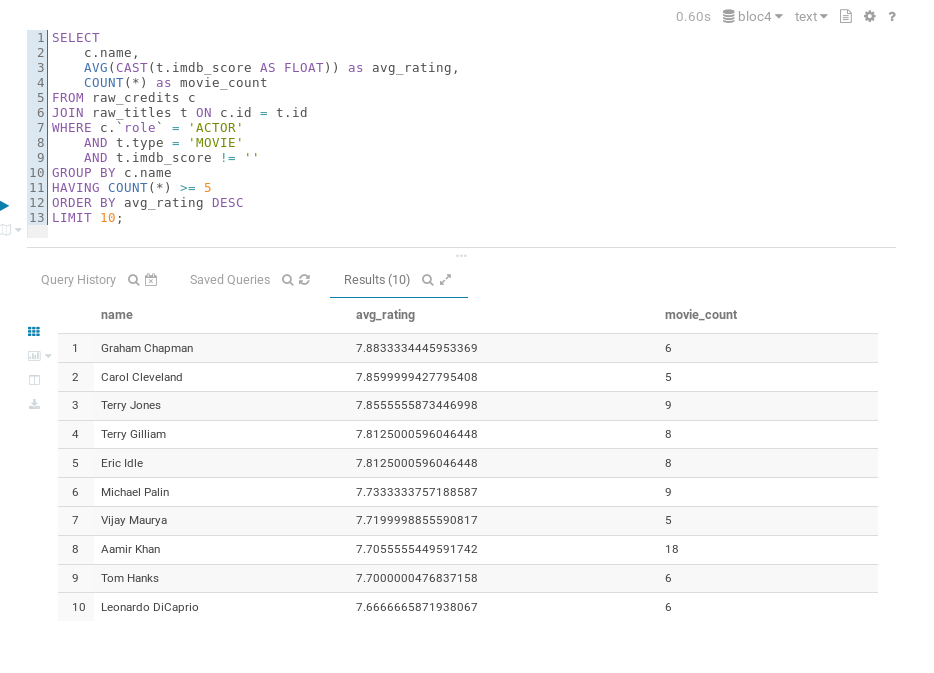 0.60s bloc4 text ?
1 SELECT
2 c.name,
3 AVG(CAST(t.imdb_score AS FLOAT)) as avg_rating,
4 COUNT(*) as movie_count
5 FROM raw_credits c
6 JOIN raw_titles t ON c.id = t.id
7 WHERE c.`role` = 'ACTOR'
8 AND t.type = 'MOVIE'
9 AND t.imdb_score != ''
10 GROUP BY c.name
11 HAVING COUNT(*) >= 5
12 ORDER BY avg_rating DESC
13 LIMIT 10;
Query History Saved Queries Results (10)
name avg_rating movie_count
1 Graham Chapman 7.8833334445953369 6
2 Carol Cleveland 7.8599999427795408 5
3 Terry Jones 7.8555555873446998 9
4 Terry Gilliam 7.8125000596046448 8
5 Eric Idle 7.8125000596046448 8
6 Michael Palin 7.7333333757188587 9
7 Vijay Maurya 7.7199998855590817 5
8 Aamir Khan 7.7055555449591742 18
9 Tom Hanks 7.7000000476837158 6
10 Leonardo DiCaprio 7.6666665871938067 6